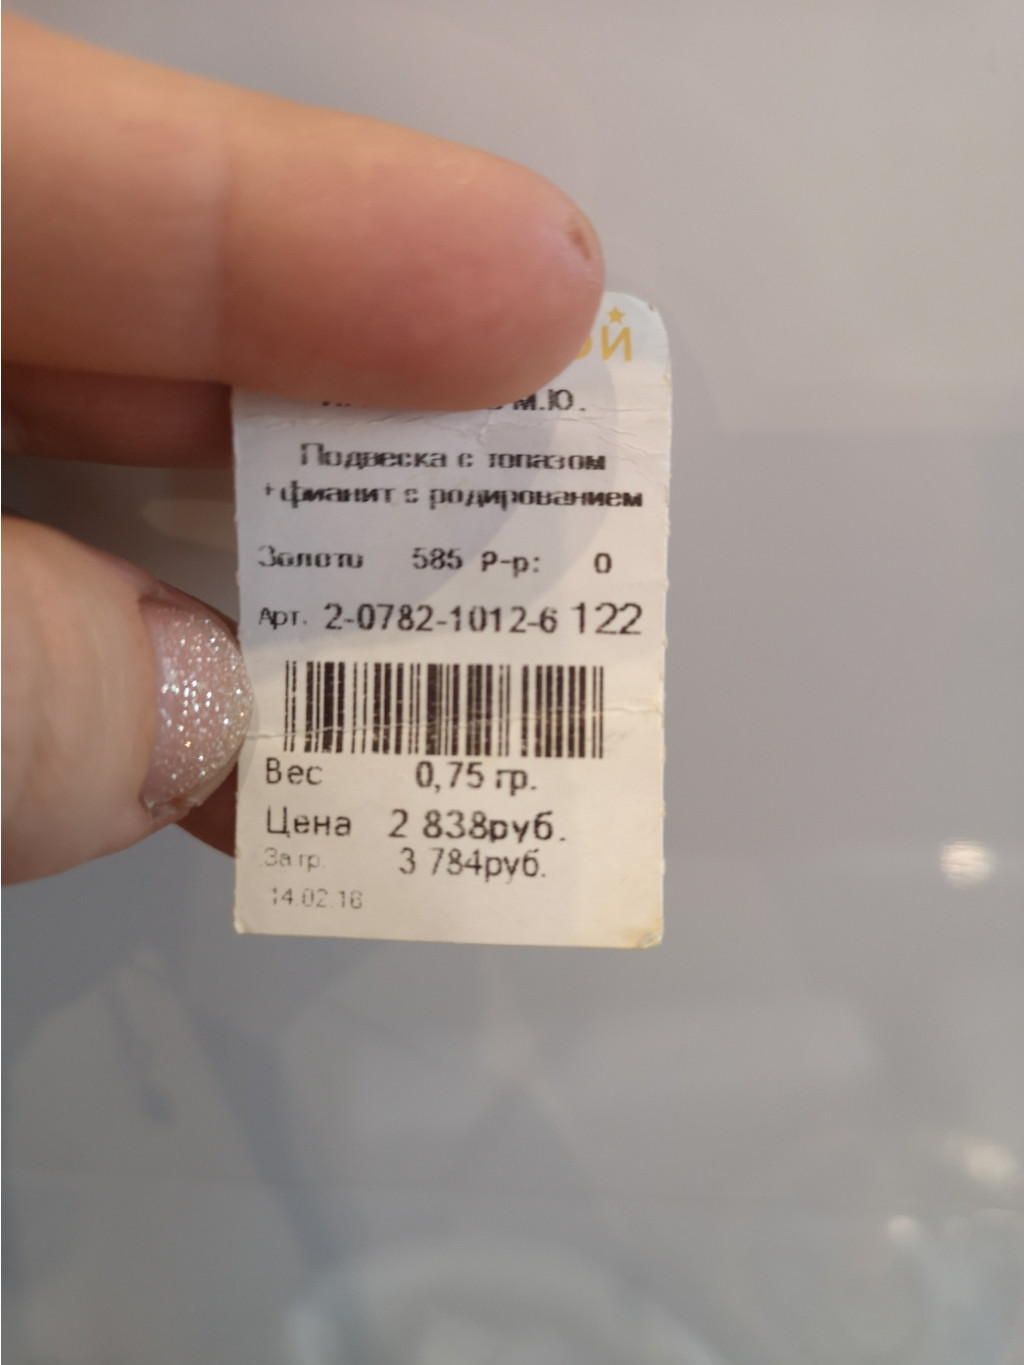 М.Ю.
Подвеска с топазом
+фианит с родированием
Золото 585 Р-р: 0
Арт. 2-0782-1012-6 122
Вес 0,75 гр.
Цена 2 838руб.
За гр. 3 784руб.
14.02.18